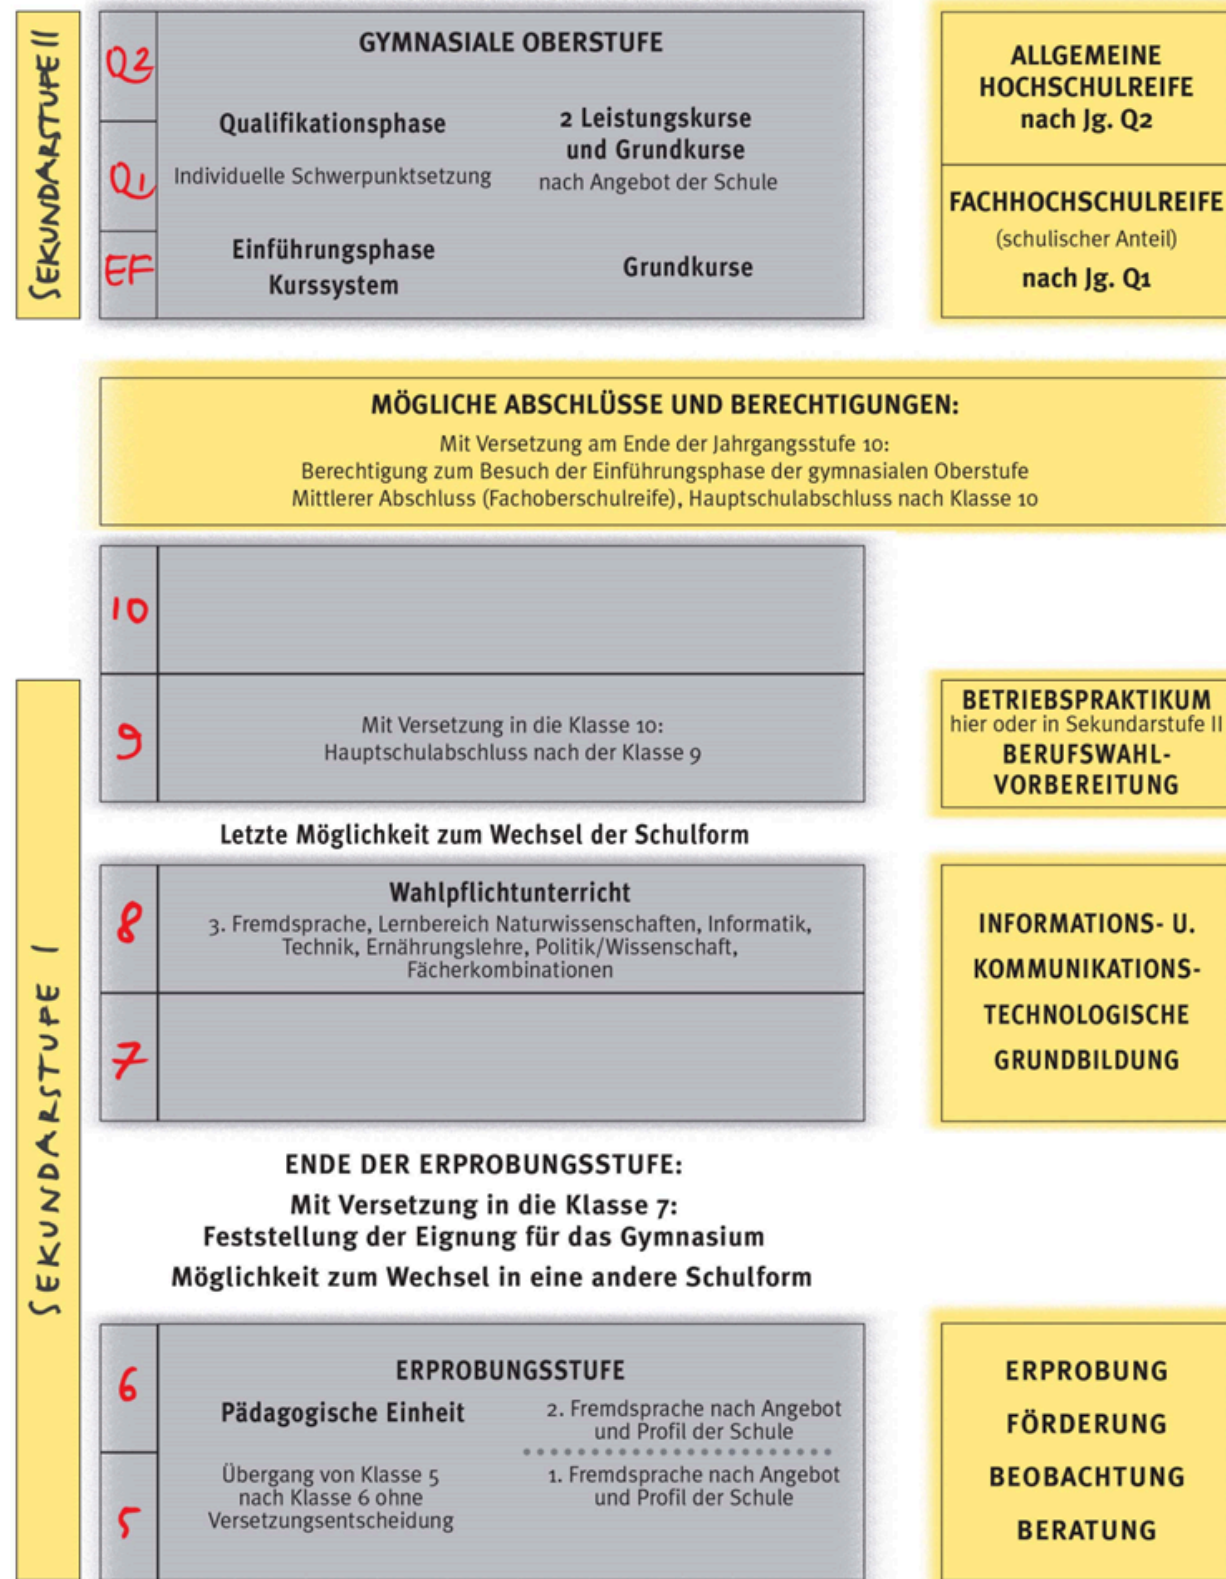 SEKUNDARSTUFE II
Q2
Q1
EF
GYMNASIALE OBERSTUFE
Qualifikationsphase
Individuelle Schwerpunktsetzung
2 Leistungskurse
und Grundkurse
nach Angebot der Schule
Einführungsphase
Kurssystem
Grundkurse
ALLGEMEINE
HOCHSCHULREIFE
nach Jg. Q2
FACHHOCHSCHULREIFE
(schulischer Anteil)
nach Jg. Q1
MÖGLICHE ABSCHLÜSSE UND BERECHTIGUNGEN:
Mit Versetzung am Ende der Jahrgangsstufe 10:
Berechtigung zum Besuch der Einführungsphase der gymnasialen Oberstufe
Mittlerer Abschluss (Fachoberschulreife), Hauptschulabschluss nach Klasse 10
SEKUNDARSTUFE I
10
9
Mit Versetzung in die Klasse 10:
Hauptschulabschluss nach der Klasse 9
BETRIEBSPRAKTIKUM
hier oder in Sekundarstufe II
BERUFSWAHL-
VORBEREITUNG
Letzte Möglichkeit zum Wechsel der Schulform
8
Wahlpflichtunterricht
3. Fremdsprache, Lernbereich Naturwissenschaften, Informatik,
Technik, Ernährungslehre, Politik/Wissenschaft,
Fächerkombinationen
7
INFORMATIONS- U.
KOMMUNIKATIONS-
TECHNOLOGISCHE
GRUNDBILDUNG
ENDE DER ERPROBUNGSSTUFE:
Mit Versetzung in die Klasse 7:
Feststellung der Eignung für das Gymnasium
Möglichkeit zum Wechsel in eine andere Schulform
6
5
ERPROBUNGSSTUFE
Pädagogische Einheit
Übergang von Klasse 5
nach Klasse 6 ohne
Versetzungsentscheidung
2. Fremdsprache nach Angebot
und Profil der Schule
1. Fremdsprache nach Angebot
und Profil der Schule
ERPROBUNG
FÖRDERUNG
BEOBACHTUNG
BERATUNG